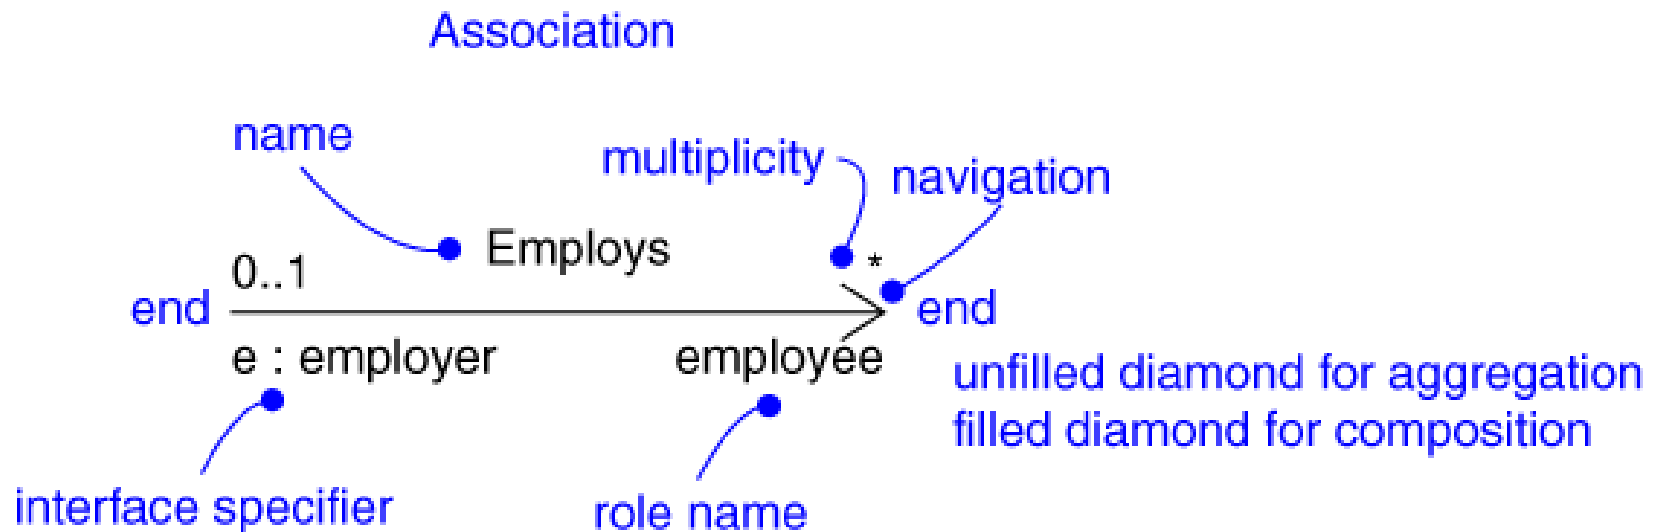 Association
name
multiplicity
navigation
Employs
0..1
*
end
end
e : employer
employee
unfilled diamond for aggregation
filled diamond for composition
interface specifier
role name